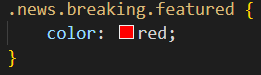 .news.breaking.featured {
    color: red;
}